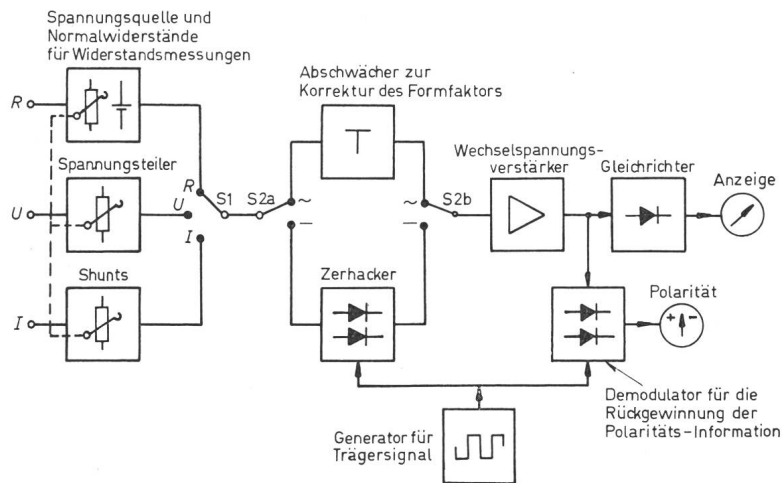 Spannungsquelle und
Normalwiderstände
für Widerstandsmessungen
R
Spannungsteiler
U
Shunts
I
R
U
I
S1
S2a
~
–
Abschwächer zur
Korrektur des Formfaktors
Zerhacker
~
–
S2b
Wechselspannungs-
verstärker
Gleichrichter
Anzeige
Polarität
+ -
Demodulator für die
Rückgewinnung der
Polaritäts-Information
Generator für
Trägersignal